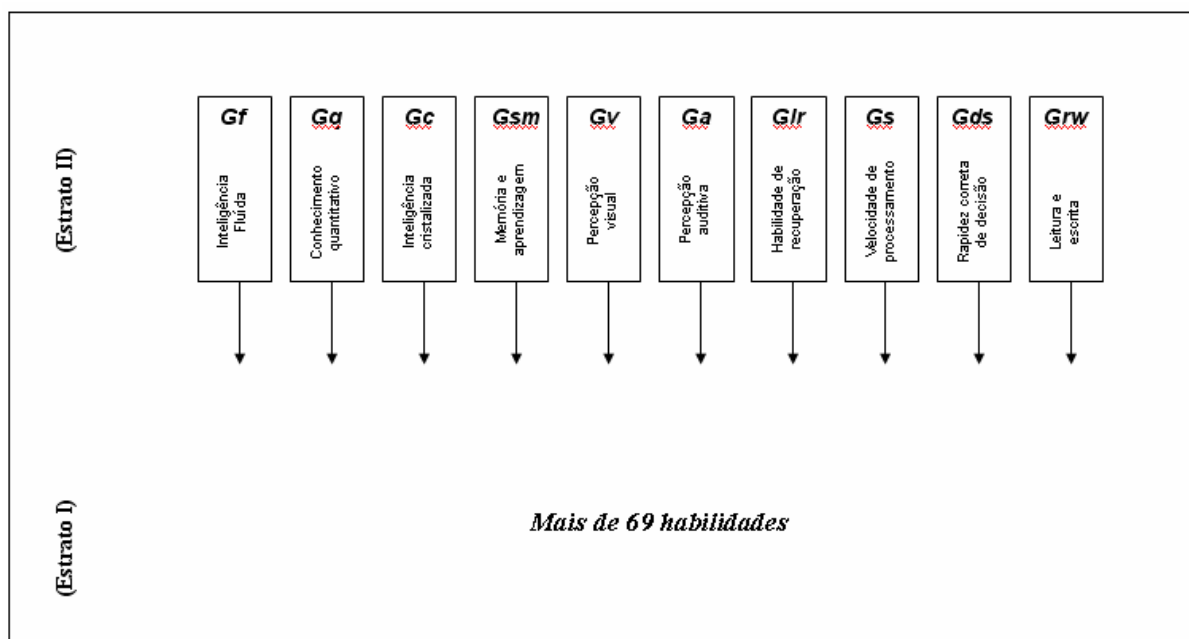 (Estrato II)
Gf
Inteligência
Fluída
Gq
Conhecimento
quantitativo
Gc
Inteligência
cristalizada
Gsm
Memória e
aprendizagem
Gv
Percepção
visual
Ga
Percepção
auditiva
Glr
Habilidade de
recuperação
Gs
Velocidade de
processamento
Gds
Rapidez correta
de decisão
Grw
Leitura e
escrita
(Estrato I)
Mais de 69 habilidades